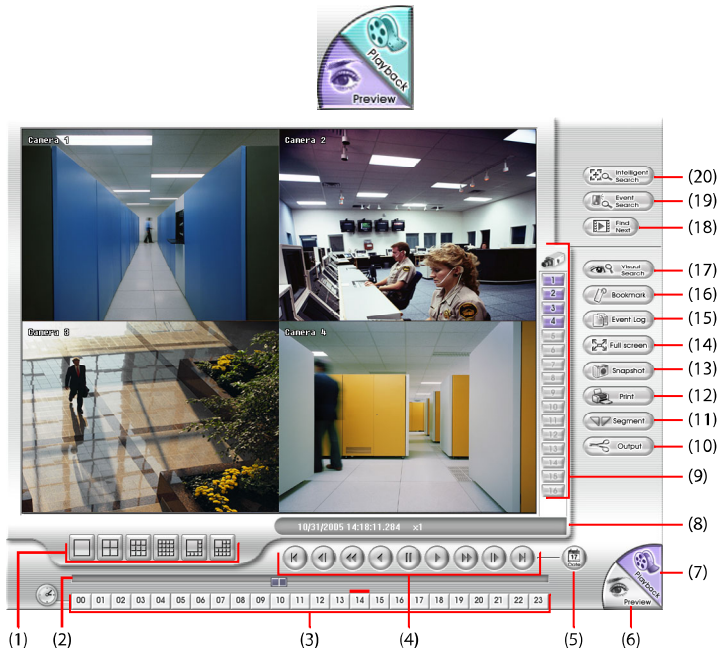 Playback
Preview
Camera 1
Camera 2
Camera 3
Camera 4
Intelligent
Search
(20)
Event
Search
(19)
Find
Next
(18)
Visual
Search
(17)
Bookmark
(16)
Event Log
(15)
Full screen
(14)
Snapshot
(13)
Print
(12)
Segment
(11)
Output
(10)
1
2
3
4
5
6
7
8
9
10
11
12
13
14
15
16
(9)
10/31/2005 14:18:11.284 x1
(8)
17
Date
Playback
Preview
(7)
00 01 02 03 04 05 06 07 08 09 10 11 12 13 14 15 16 17 18 19 20 21 22 23
(1) (2) (3) (4) (5) (6)